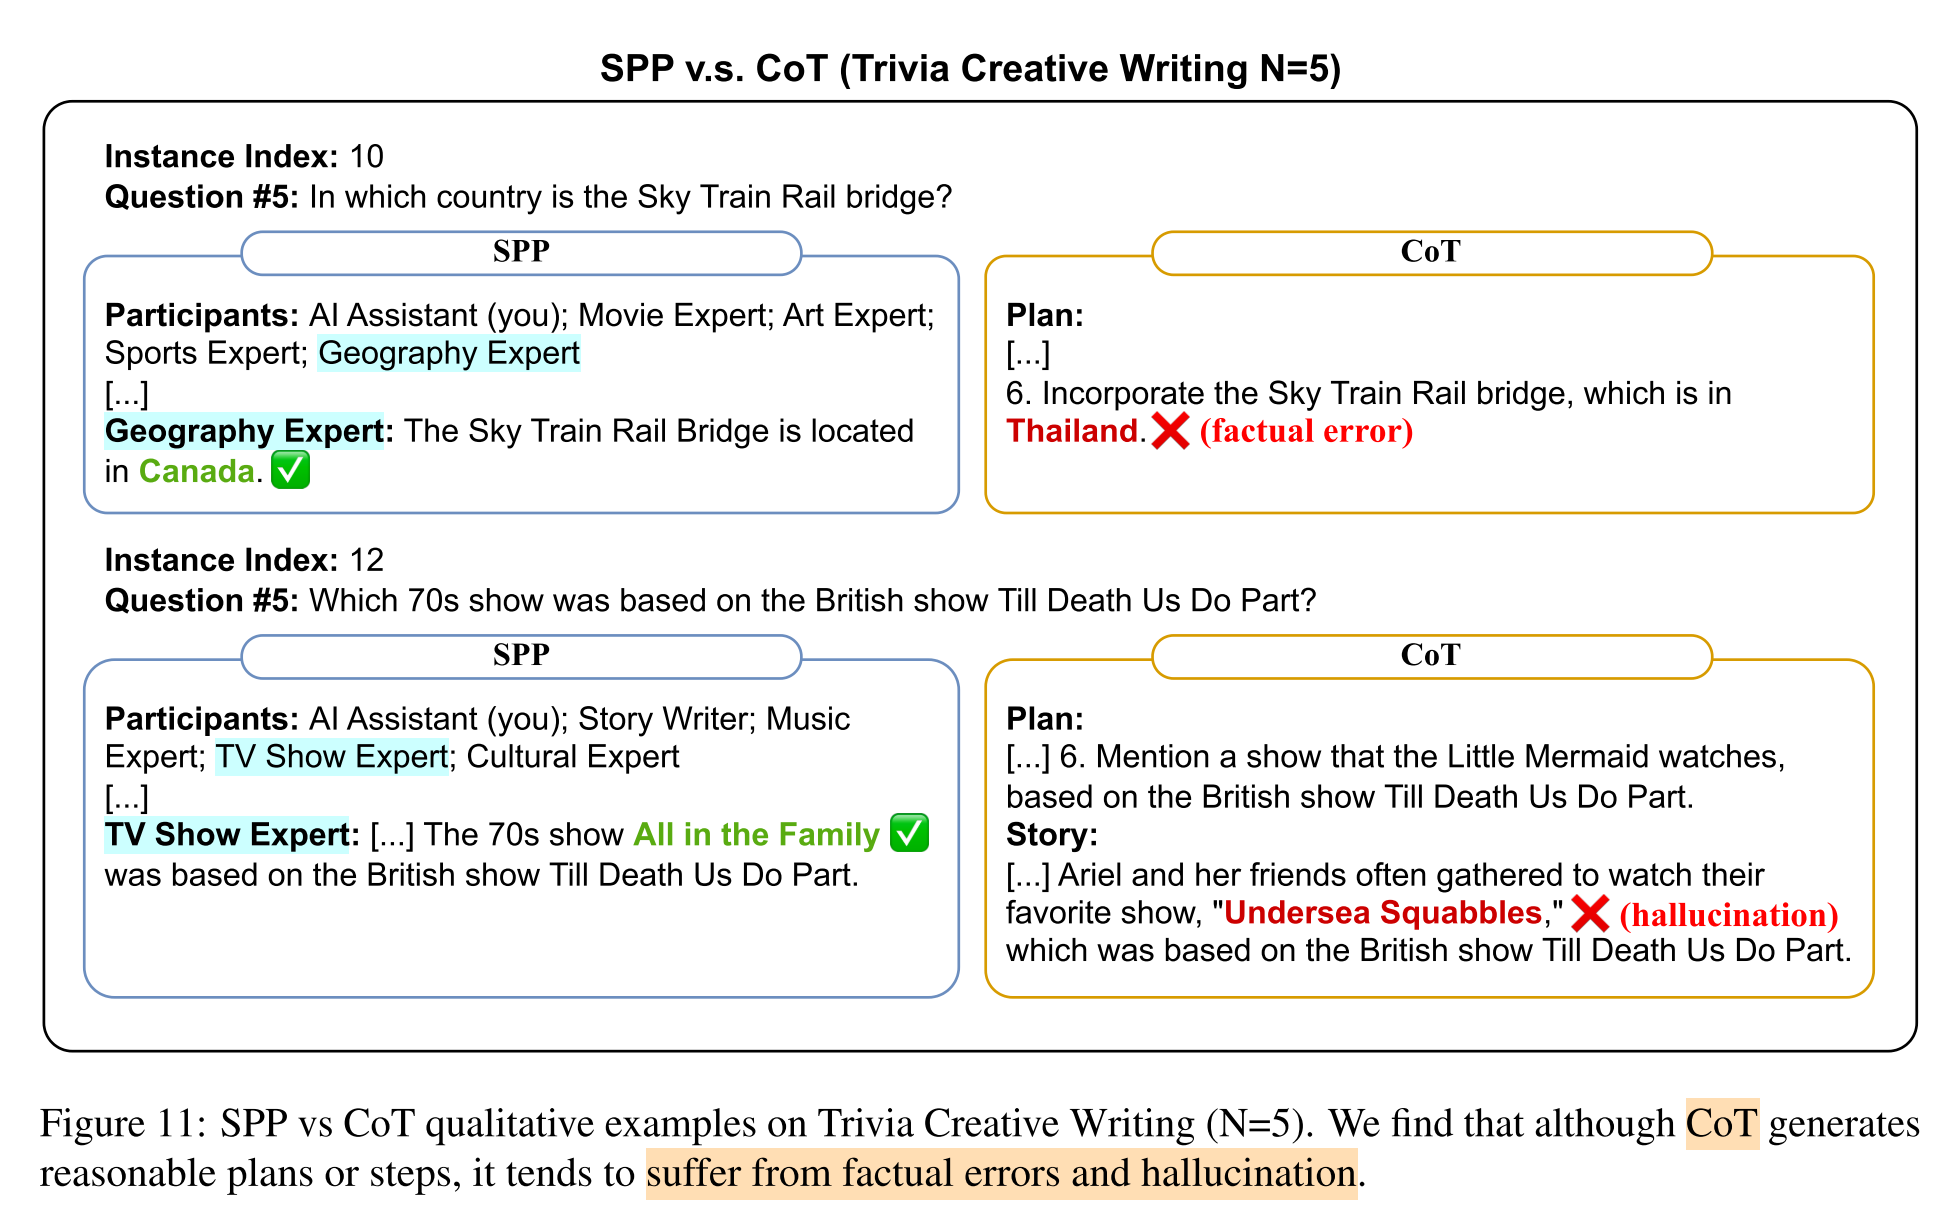 SPP v.s. CoT (Trivia Creative Writing N=5)
Instance Index: 10
Question #5: In which country is the Sky Train Rail bridge?
SPP
Participants: AI Assistant (you); Movie Expert; Art Expert;
Sports Expert; Geography Expert
[...]
Geography Expert: The Sky Train Rail Bridge is located
in Canada. ✅
CoT
Plan:
[...]
6. Incorporate the Sky Train Rail bridge, which is in
Thailand. ❌ (factual error)
Instance Index: 12
Question #5: Which 70s show was based on the British show Till Death Us Do Part?
SPP
Participants: AI Assistant (you); Story Writer; Music
Expert; TV Show Expert; Cultural Expert
[...]
TV Show Expert: [...] The 70s show All in the Family ✅
was based on the British show Till Death Us Do Part.
CoT
Plan:
[...] 6. Mention a show that the Little Mermaid watches,
based on the British show Till Death Us Do Part.
Story:
[...] Ariel and her friends often gathered to watch their
favorite show, "Undersea Squabbles," ❌ (hallucination)
which was based on the British show Till Death Us Do Part.
Figure 11: SPP vs CoT qualitative examples on Trivia Creative Writing (N=5). We find that although CoT generates
reasonable plans or steps, it tends to suffer from factual errors and hallucination.